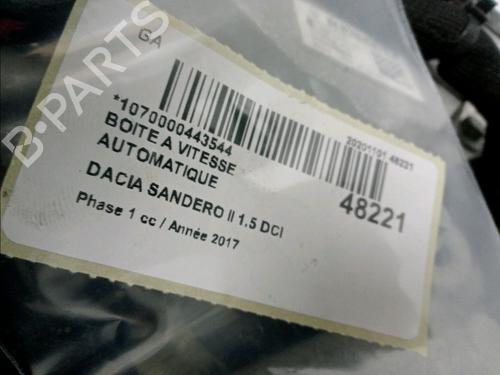 GA
*1070000443544
20201101 48221
BOITE A VITESSE
AUTOMATIQUE
48221
DACIA SANDERO II 1.5 DCI
Phase 1 cc / Année 2017
B-PARTS